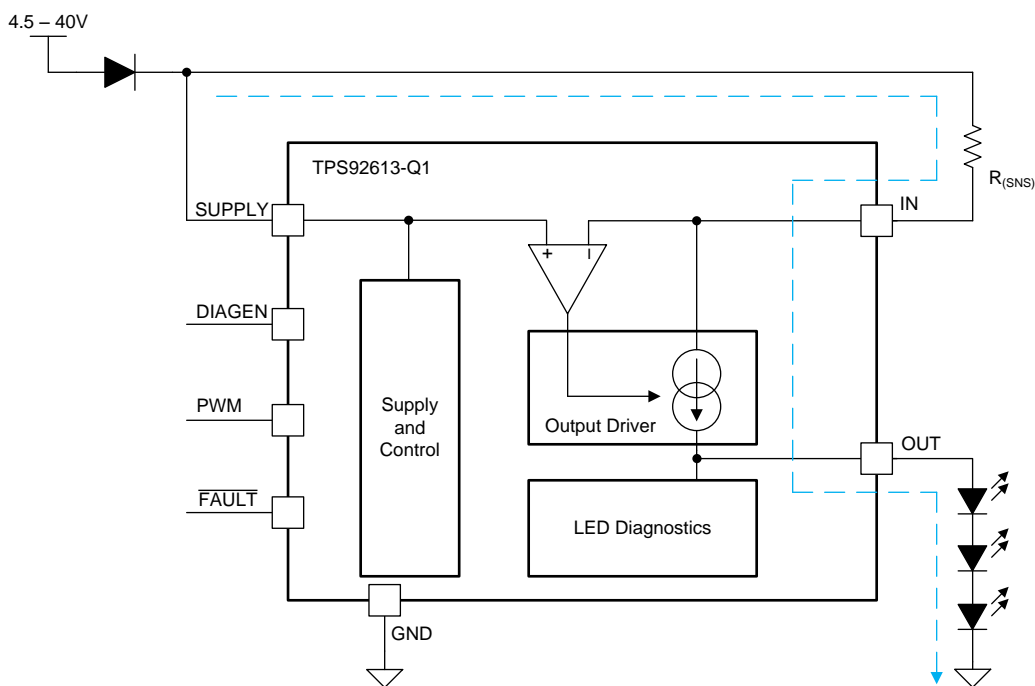 4.5 – 40V
TPS92613-Q1
R(SNS)
SUPPLY
IN
+
–
DIAGEN
PWM
Supply
and
Control
Output Driver
OUT
FAULT
LED Diagnostics
GND